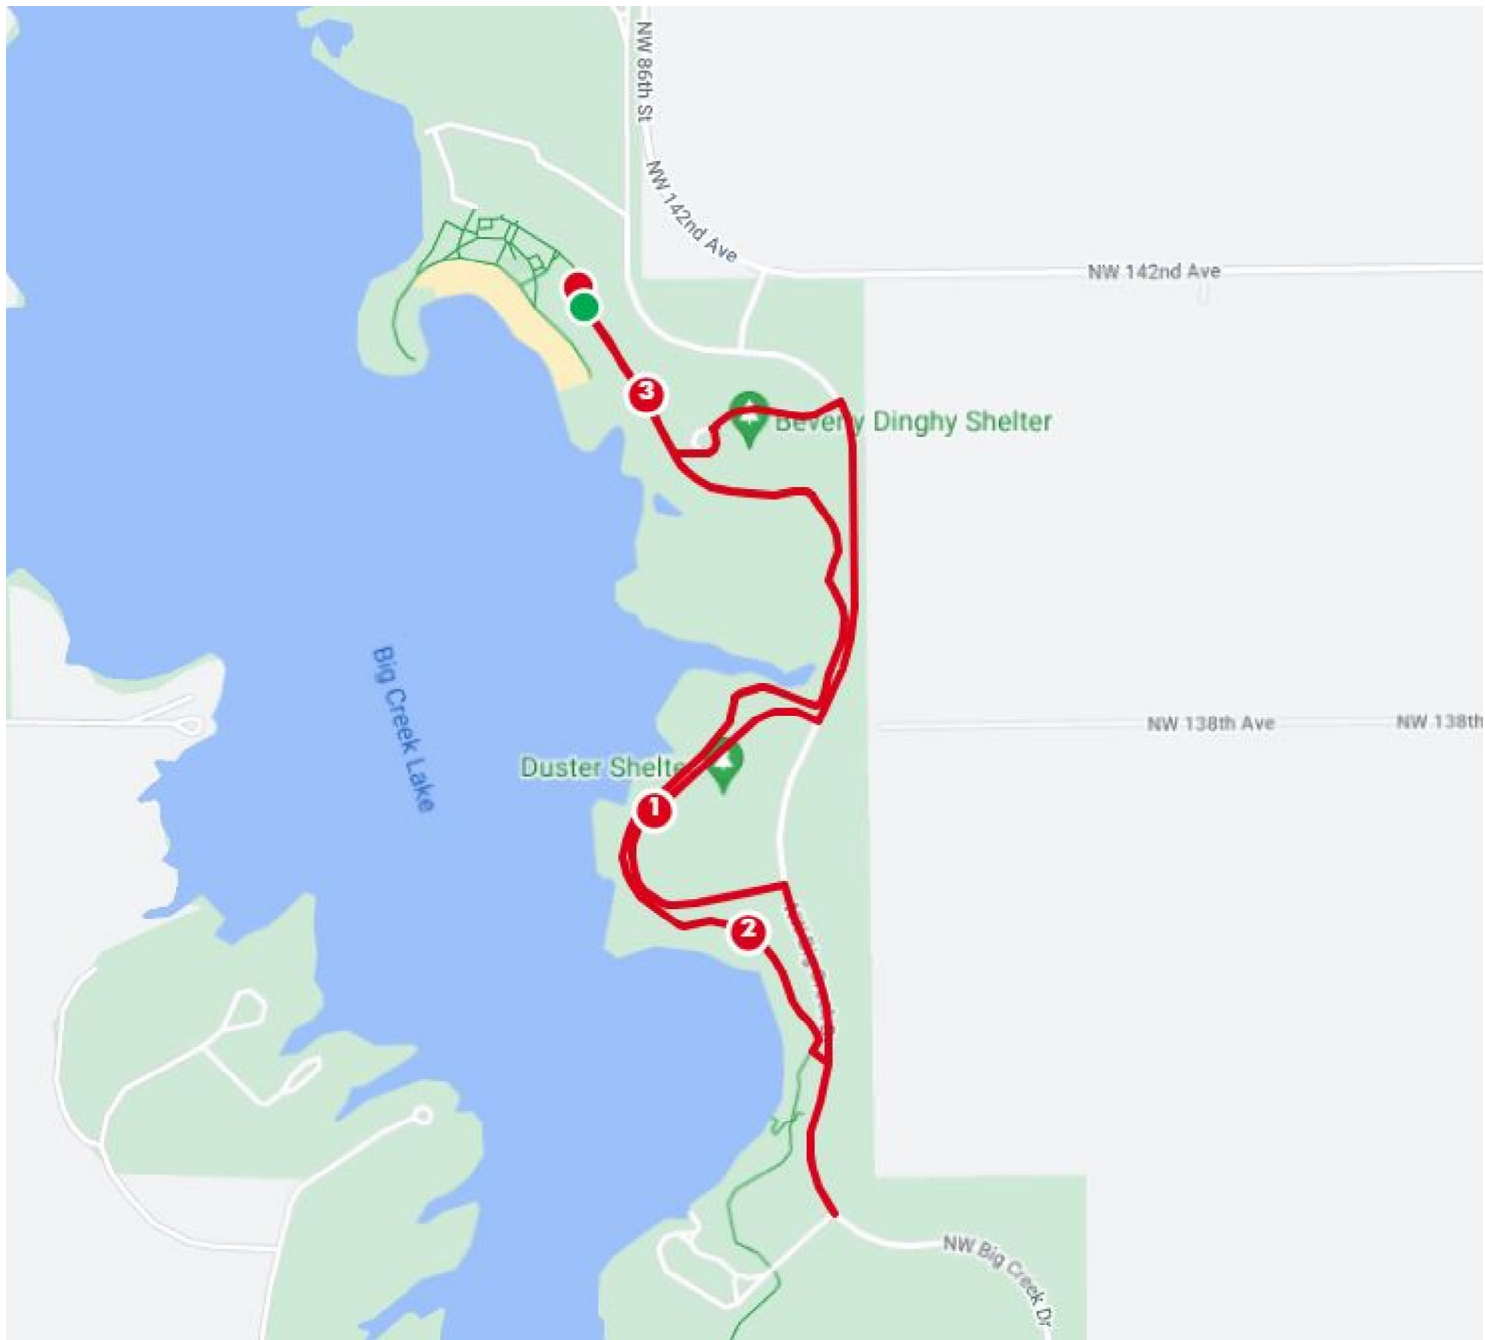 NW 86th St
NW 142nd Ave
NW 142nd Ave
3
Beverly Dinghy Shelter
Big Creek Lake
NW 138th Ave
NW 138th
Duster Shelte
1
2
NW Big Creek Dr